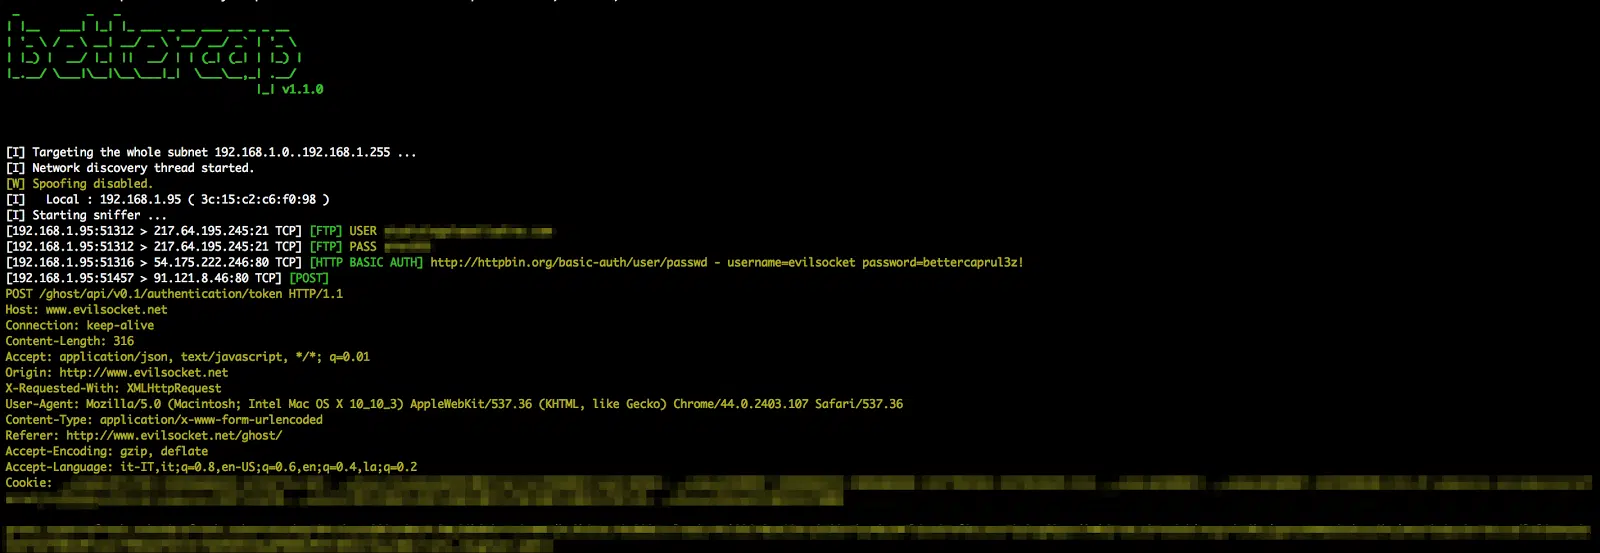 bettercap
v1.1.0
[I] Targeting the whole subnet 192.168.1.0..192.168.1.255 ...
[I] Network discovery thread started.
[W] Spoofing disabled.
[I]   Local : 192.168.1.95 ( 3c:15:c2:c6:f0:98 )
[I] Starting sniffer ...
[192.168.1.95:51312 > 217.64.195.245:21 TCP] [FTP] USER
[192.168.1.95:51312 > 217.64.195.245:21 TCP] [FTP] PASS
[192.168.1.95:51316 > 54.175.222.246:80 TCP] [HTTP BASIC AUTH] http://httpbin.org/basic-auth/user/passwd - username=evilsocket password=bettercaprul3z!
[192.168.1.95:51457 > 91.121.8.46:80 TCP] [POST]
POST /ghost/api/v0.1/authentication/token HTTP/1.1
Host: www.evilsocket.net
Connection: keep-alive
Content-Length: 316
Accept: application/json, text/javascript, */*; q=0.01
Origin: http://www.evilsocket.net
X-Requested-With: XMLHttpRequest
User-Agent: Mozilla/5.0 (Macintosh; Intel Mac OS X 10_10_3) AppleWebKit/537.36 (KHTML, like Gecko) Chrome/44.0.2403.107 Safari/537.36
Content-Type: application/x-www-form-urlencoded
Referer: http://www.evilsocket.net/ghost/
Accept-Encoding: gzip, deflate
Accept-Language: it-IT,it;q=0.8,en-US;q=0.6,en;q=0.4,la;q=0.2
Cookie: